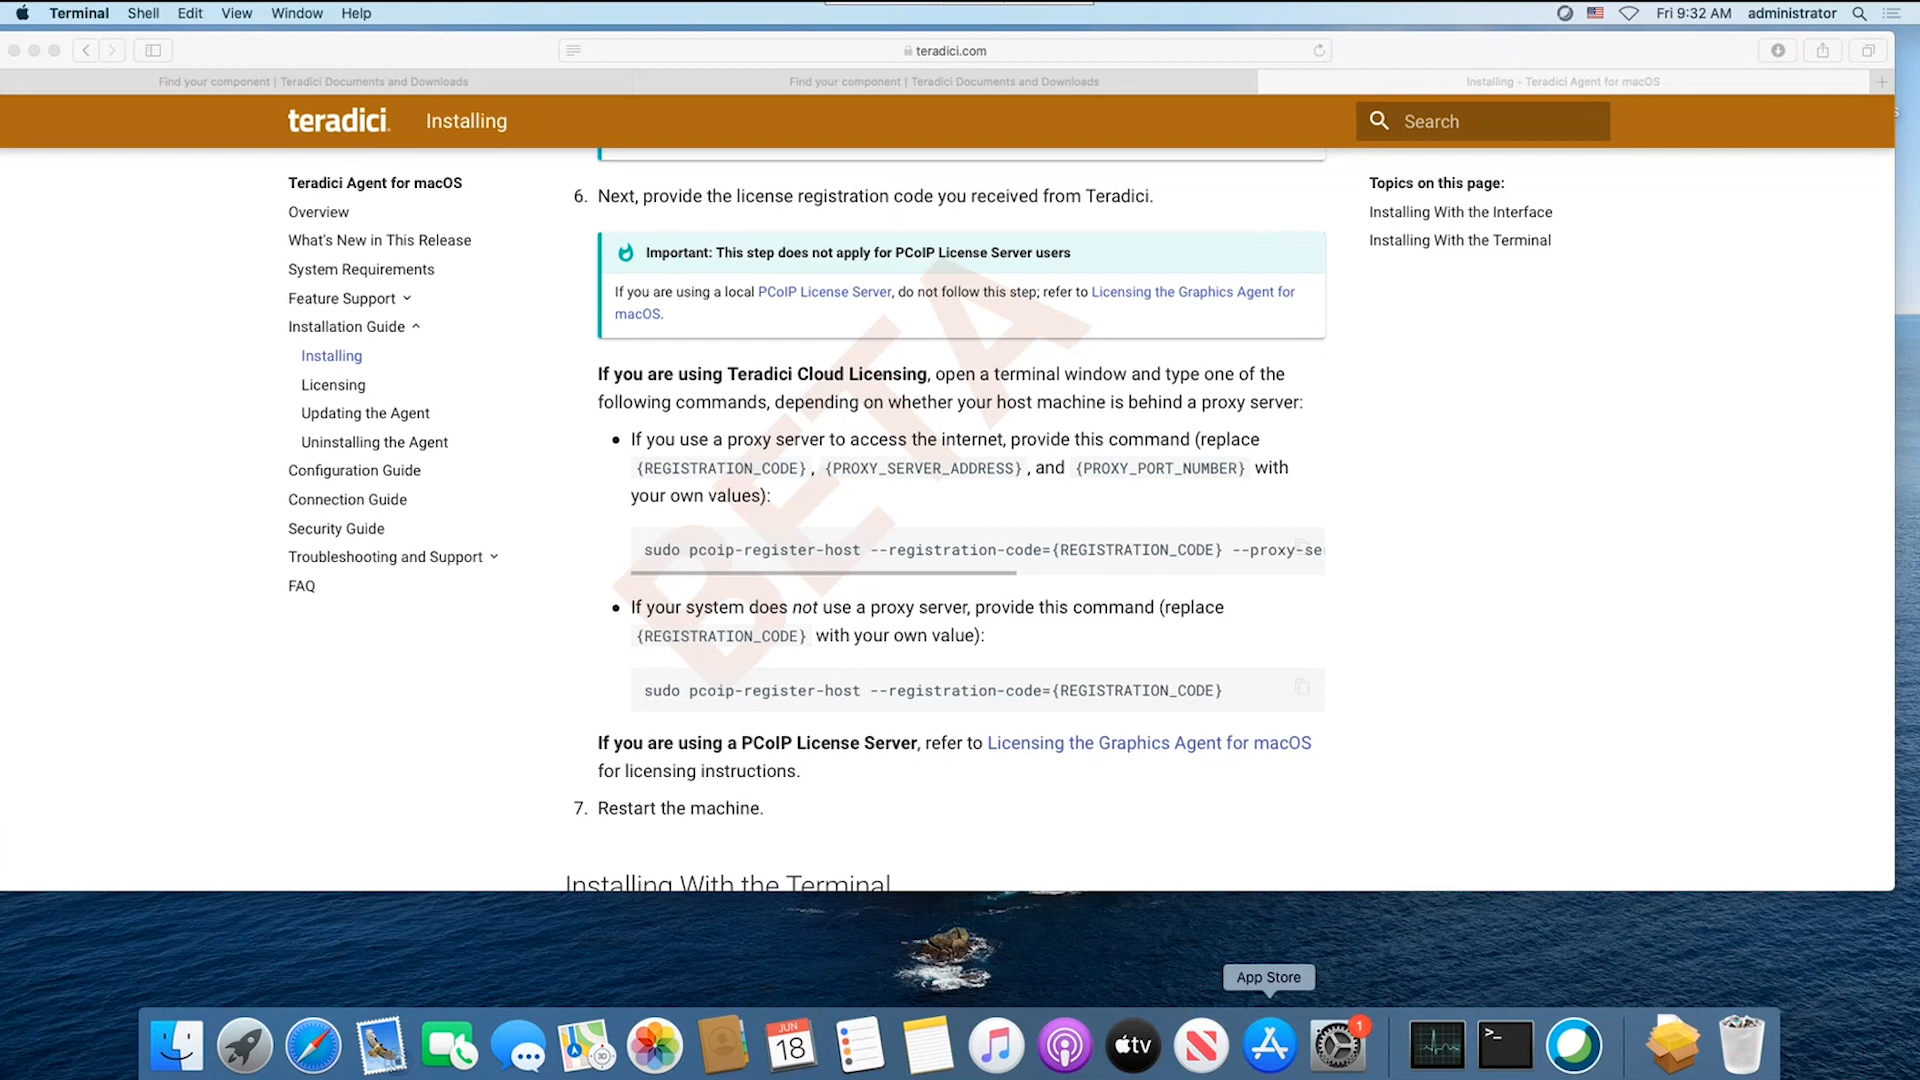 Terminal Shell Edit View Window Help
Fri 9:32 AM administrator
teradici.com
Find your component | Teradici Documents and Downloads
Find your component | Teradici Documents and Downloads
Installing - Teradici Agent for macOS
teradici. Installing
Search
Teradici Agent for macOS
Overview
What's New in This Release
System Requirements
Feature Support
Installation Guide
Installing
Licensing
Updating the Agent
Uninstalling the Agent
Configuration Guide
Connection Guide
Security Guide
Troubleshooting and Support
FAQ
6. Next, provide the license registration code you received from Teradici.
Important: This step does not apply for PCoIP License Server users
If you are using a local PCoIP License Server, do not follow this step; refer to Licensing the Graphics Agent for
macOS.
If you are using Teradici Cloud Licensing, open a terminal window and type one of the
following commands, depending on whether your host machine is behind a proxy server:
• If you use a proxy server to access the internet, provide this command (replace
{REGISTRATION_CODE}, {PROXY_SERVER_ADDRESS}, and {PROXY_PORT_NUMBER} with
your own values):
sudo pcoip-register-host --registration-code={REGISTRATION_CODE} --proxy-se
• If your system does not use a proxy server, provide this command (replace
{REGISTRATION_CODE} with your own value):
sudo pcoip-register-host --registration-code={REGISTRATION_CODE}
If you are using a PCoIP License Server, refer to Licensing the Graphics Agent for macOS
for licensing instructions.
7. Restart the machine.
Installing With the Terminal
BETA
Topics on this page:
Installing With the Interface
Installing With the Terminal
App Store
JUN
18
3D
tv
1
>_